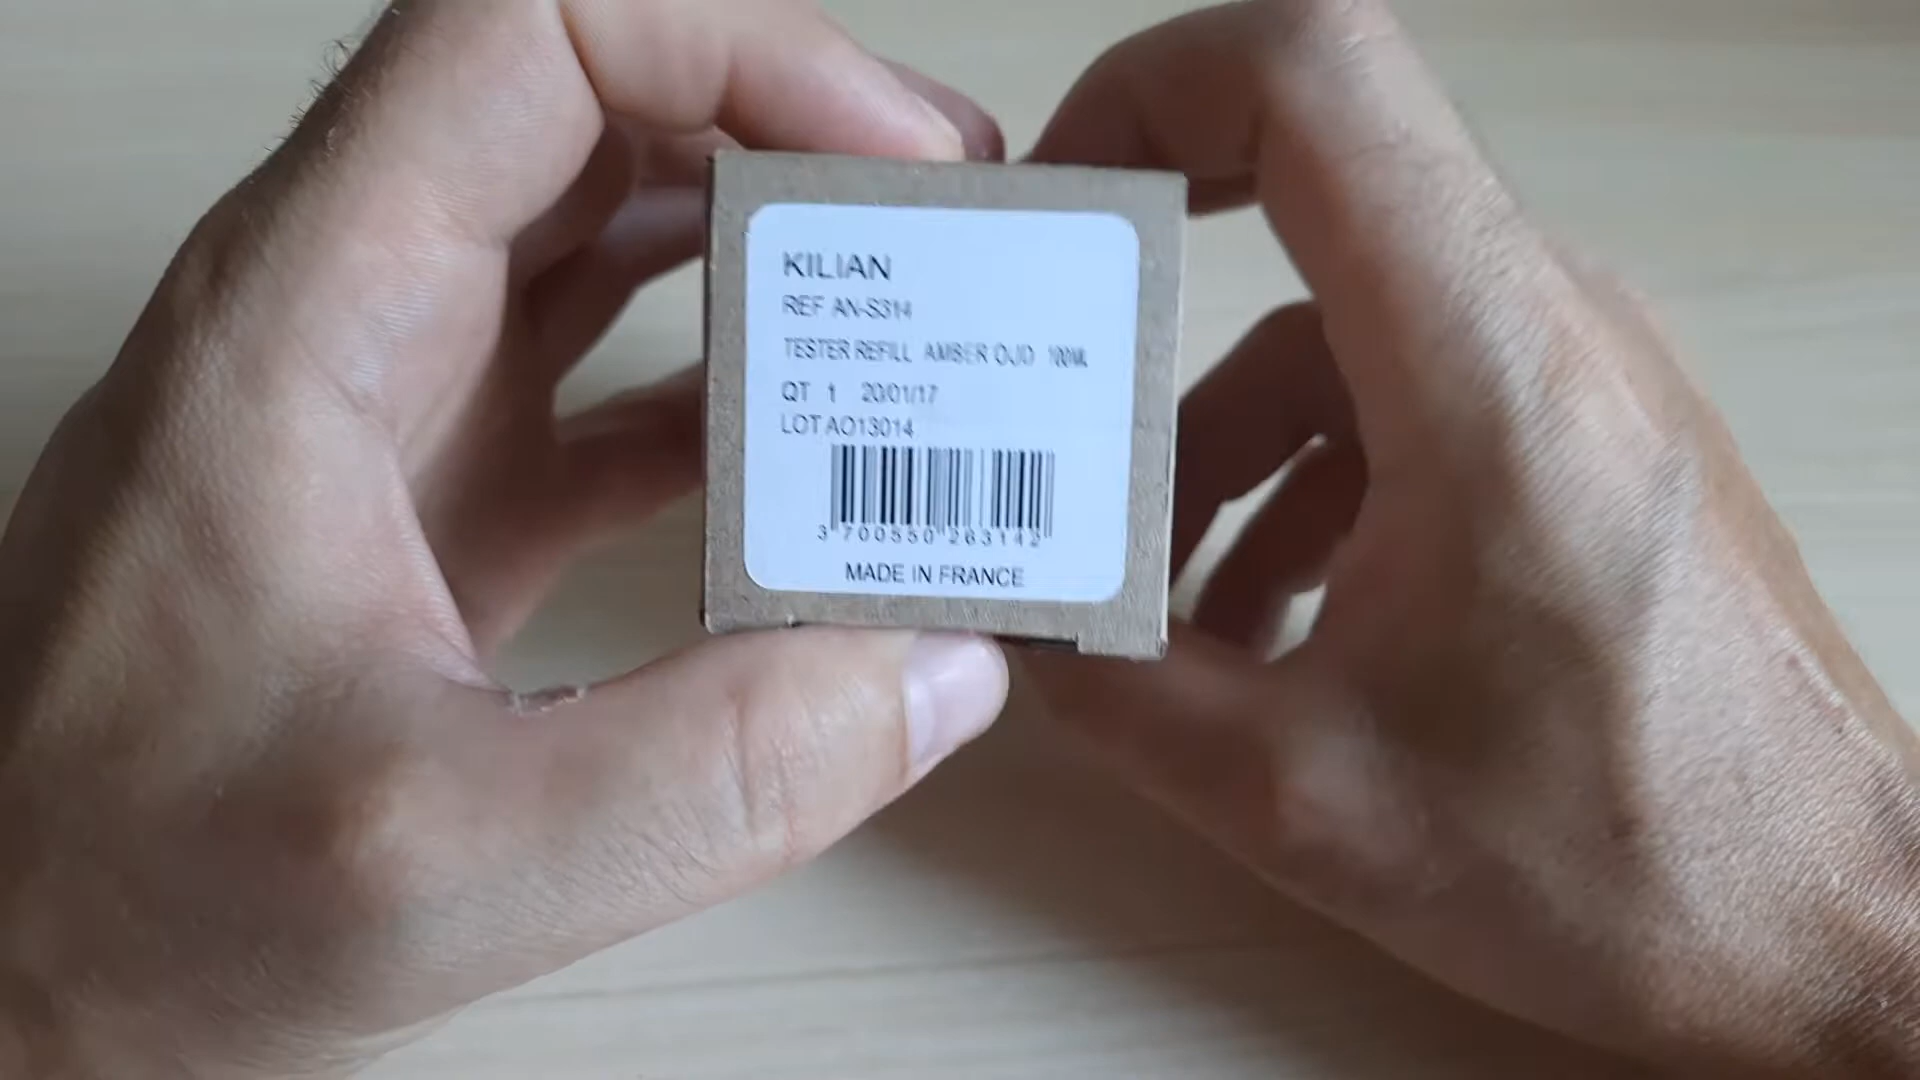 KILIAN
REF AN-S314
TESTER REFILL AMBER OUD 100ML
QT 1 20/01/17
LOT AO13014
3 700550 263142
MADE IN FRANCE